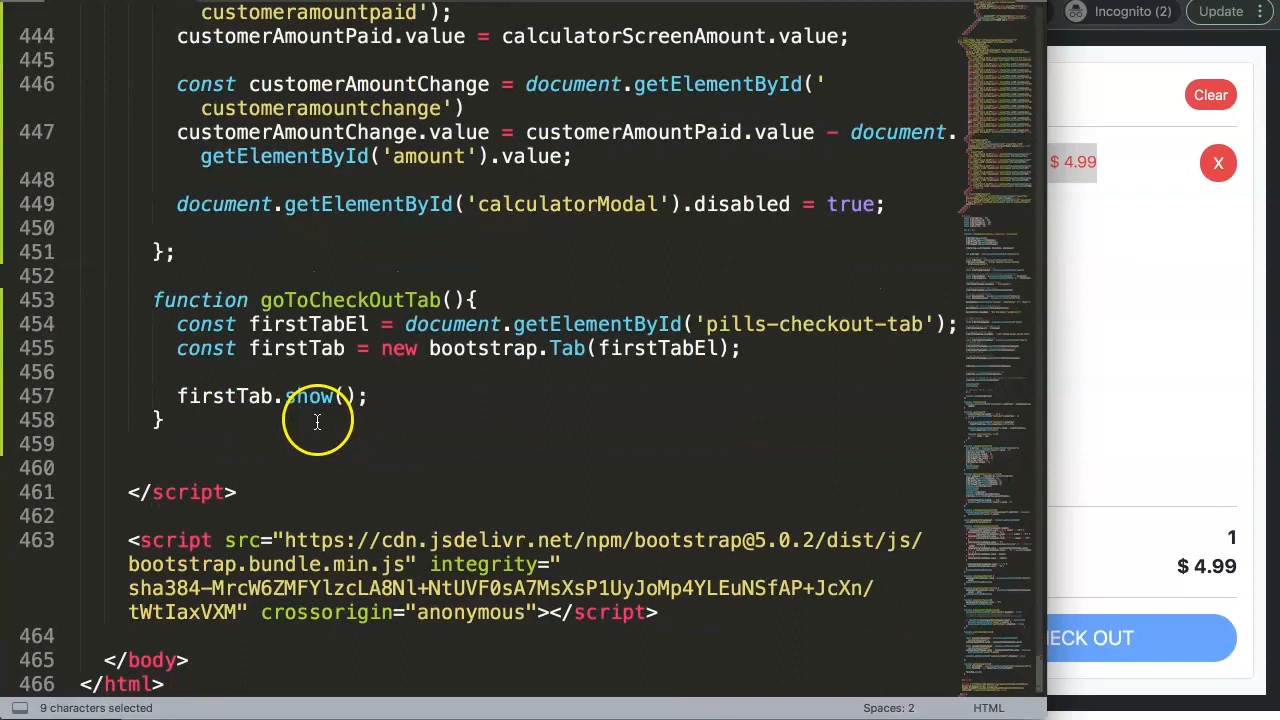 customeramountpaid');
444 customerAmountPaid.value = calculatorScreenAmount.value;
445
446 const customerAmountChange = document.getElementById('
customeramountchange')
447 customerAmountChange.value = customerAmountPaid.value - document.
getElementById('amount').value;
448
449 document.getElementById('calculatorModal').disabled = true;
450
451 };
452
453 function goToCheckOutTab(){
454 const firstTabEl = document.getElementById('pills-checkout-tab');
455 const firstTab = new bootstrap.Tab(firstTabEl);
456
457 firstTab.show();
458 }
459
460
461 </script>
462
463 <script src="https://cdn.jsdelivr.net/npm/bootstrap@5.0.2/dist/js/
bootstrap.bundle.min.js" integrity="
tWtIaxVXM" crossorigin="anonymous"></script>
464
465 </body>
</html>
9 characters selected
Spaces: 2
HTML
Incognito (2)
Update
Clear
$ 4.99
X
1
$ 4.99
ECK OUT